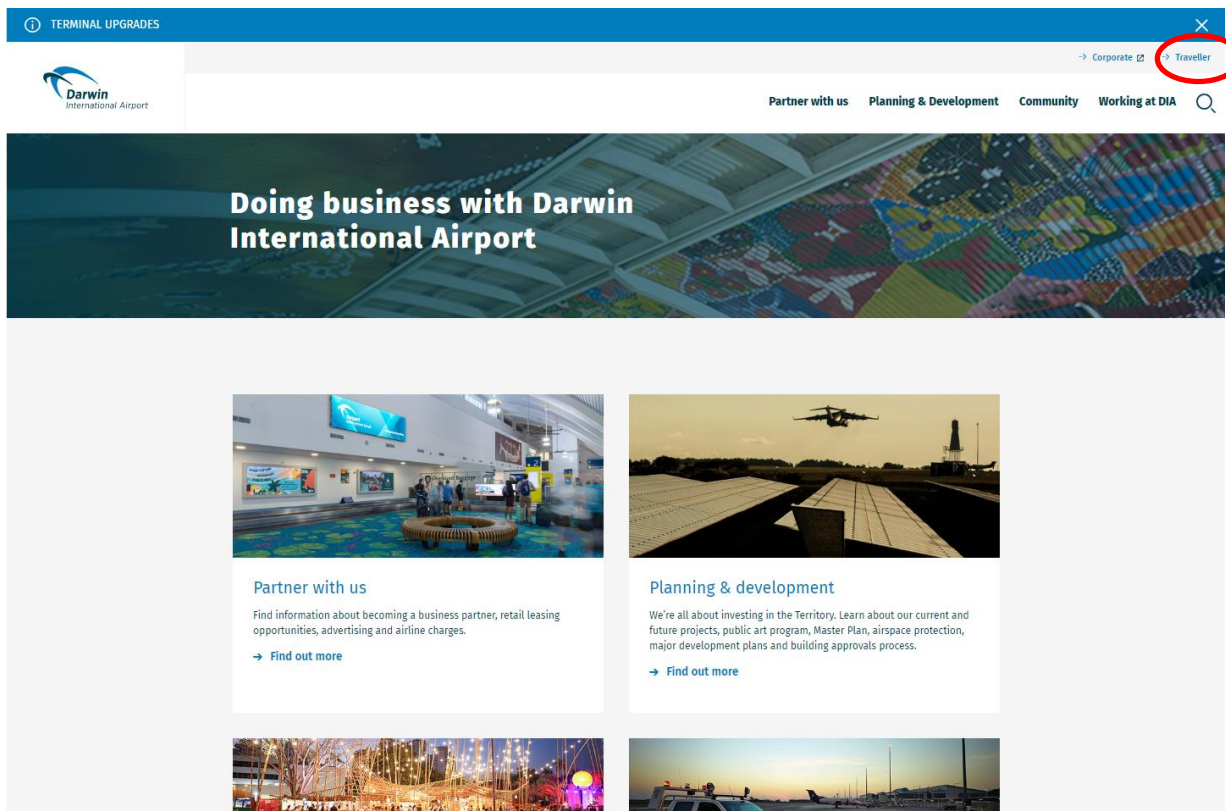 TERMINAL UPGRADES
→ Corporate → Traveller
Darwin
International Airport
Partner with us Planning & Development Community Working at DIA
Doing business with Darwin
International Airport
Partner with us
Find information about becoming a business partner, retail leasing
opportunities, advertising and airline charges.
→ Find out more
Planning & development
We're all about investing in the Territory. Learn about our current and
future projects, public art program, Master Plan, airspace protection,
major development plans and building approvals process.
→ Find out more